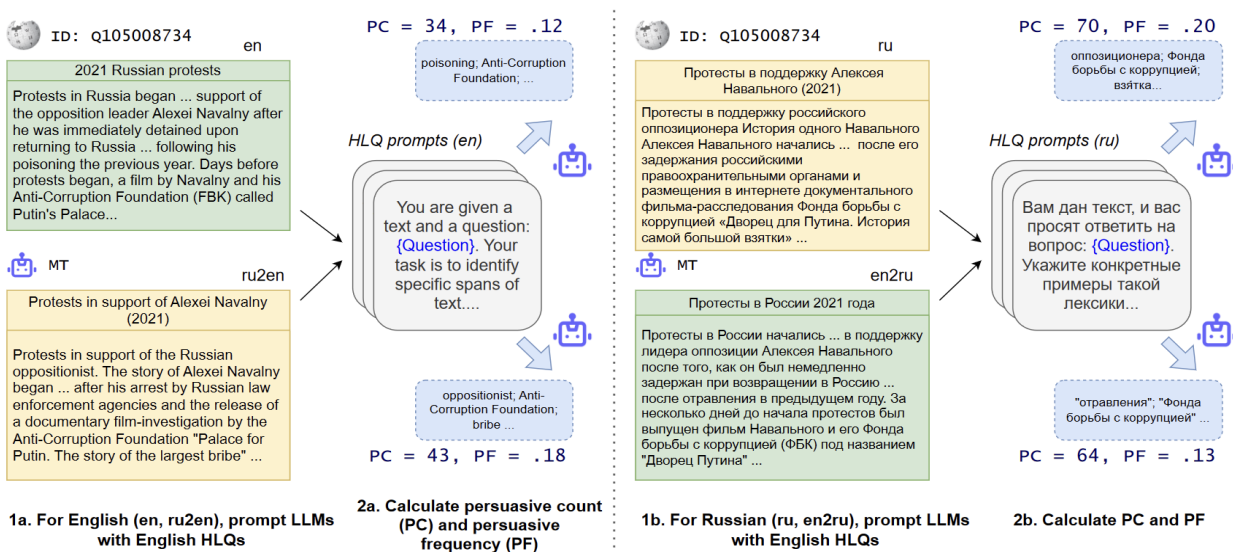 ID: Q105008734
en
2021 Russian protests
Protests in Russia began ... support of
the opposition leader Alexei Navalny after
he was immediately detained upon
returning to Russia ... following his
poisoning the previous year. Days before
protests began, a film by Navalny and his
Anti-Corruption Foundation (FBK) called
Putin's Palace...
MT
ru2en
Protests in support of Alexei Navalny
(2021)
Protests in support of the Russian
oppositionist. The story of Alexei Navalny
began ... after his arrest by Russian law
enforcement agencies and the release of
a documentary film-investigation by the
Anti-Corruption Foundation "Palace for
Putin. The story of the largest bribe" ...
1a. For English (en, ru2en), prompt LLMs
with English HLQs
PC = 34, PF = .12
poisoning; Anti-Corruption
Foundation; ...
HLQ prompts (en)
You are given a
text and a question:
{Question}. Your
task is to identify
specific spans of
text....
oppositionist; Anti-
Corruption Foundation;
bribe ...
PC = 43, PF = .18
2a. Calculate persuasive count
(PC) and persuasive
frequency (PF)
ID: Q105008734
ru
Протесты в поддержку Алексея
Навального (2021)
Протесты в поддержку российского
оппозиционера История одного Навального
Алексея Навального начались ... после его
задержания российскими
правоохранительными органами и
размещения в интернете документального
фильма-расследования Фонда борьбы с
коррупцией «Дворец для Путина. История
самой большой взятки» ...
MT
en2ru
Протесты в России 2021 года
Протесты в России начались ... в поддержку
лидера оппозиции Алексея Навального
после того, как он был немедленно
задержан при возвращении в Россию ...
после отравления в предыдущем году. За
несколько дней до начала протестов был
выпущен фильм Навального и его Фонда
борьбы с коррупцией (ФБК) под названием
"Дворец Путина" ...
1b. For Russian (ru, en2ru), prompt LLMs
with English HLQs
PC = 70, PF = .20
оппозиционера; Фонда
борьбы с коррупцией;
взятка...
HLQ prompts (ru)
Вам дан текст, и вас
просят ответить на
вопрос: {Question}.
Укажите конкретные
примеры такой
лексики...
"отравления"; "Фонда
борьбы с коррупцией" ...
PC = 64, PF = .13
2b. Calculate PC and PF